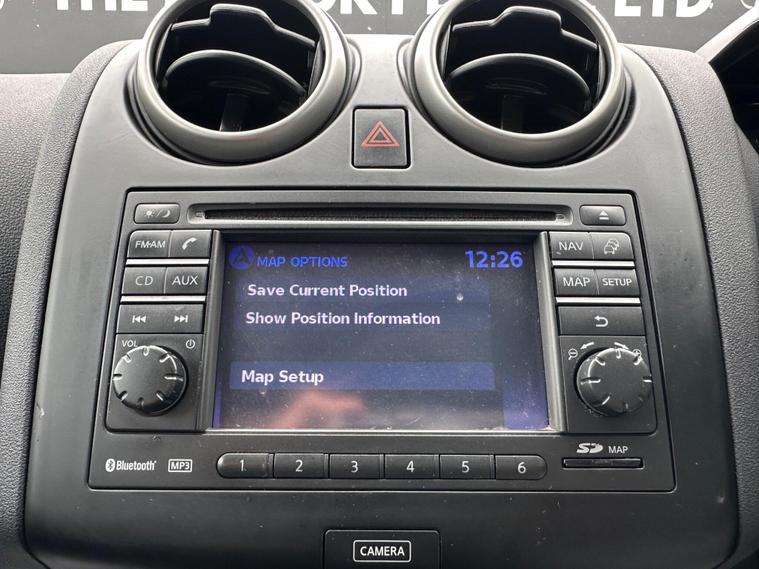 LTD
FM·AM
MAP OPTIONS
12:26
NAV
CD
AUX
Save Current Position
MAP
SETUP
Show Position Information
VOL
Map Setup
Bluetooth®
MP3
1
2
3
4
5
6
SD
MAP
CAMERA